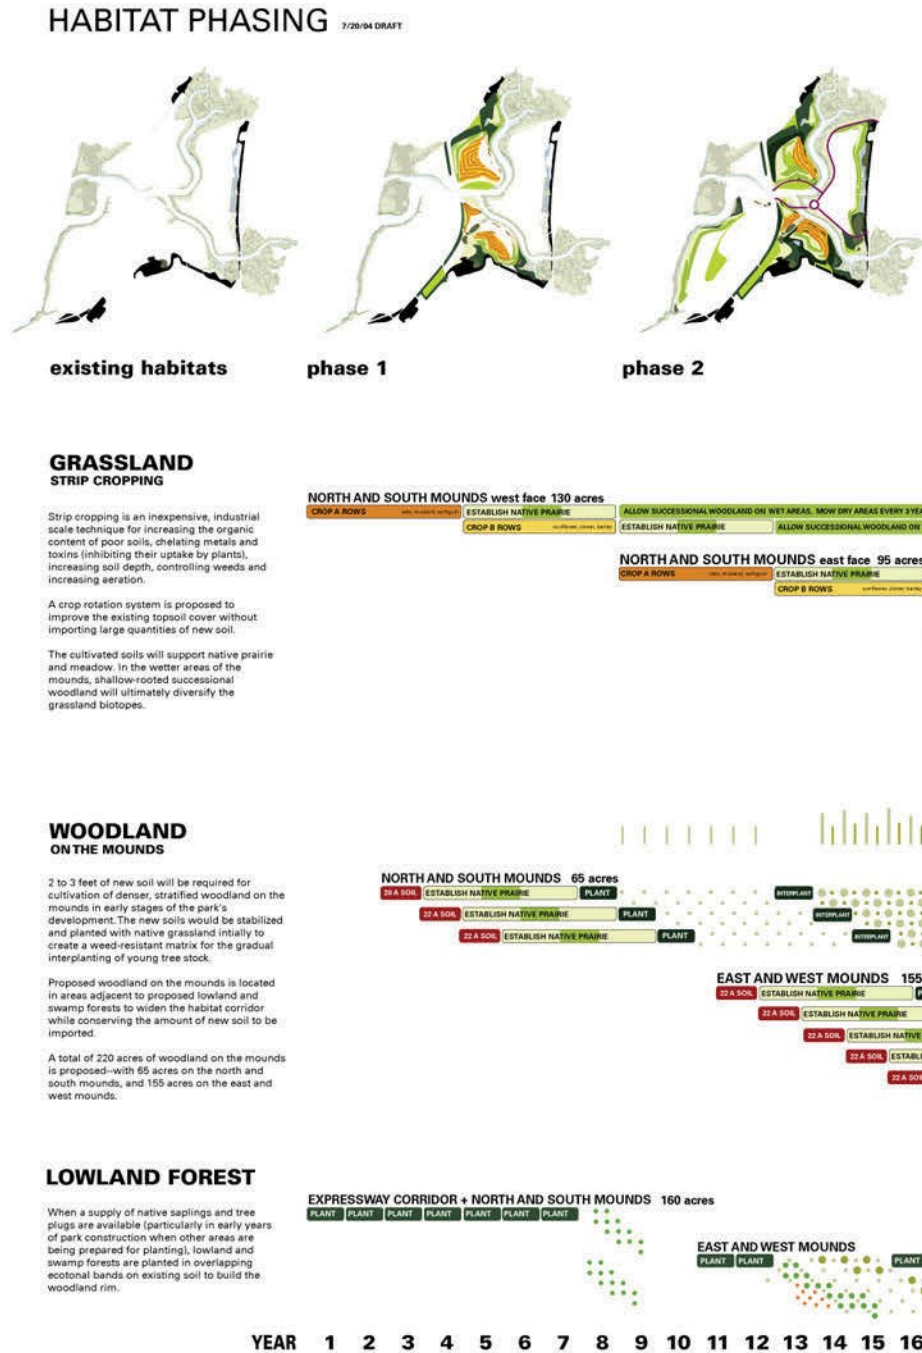 HABITAT PHASING 7/20/04 DRAFT
existing habitats
phase 1
phase 2
GRASSLAND
STRIP CROPPING
Strip cropping is an inexpensive, industrial
scale technique for increasing the organic
content of poor soils, chelating metals and
toxins (inhibiting their uptake by plants),
increasing soil depth, controlling weeds and
increasing aeration.
A crop rotation system is proposed to
improve the existing topsoil cover without
importing large quantities of new soil.
The cultivated soils will support native prairie
and meadow. In the wetter areas of the
mounds, shallow-rooted successional
woodland will ultimately diversify the
grassland biotopes.
NORTH AND SOUTH MOUNDS west face 130 acres
CROP A ROWS
ESTABLISH NATIVE PRAIRIE
ALLOW SUCCESSIONAL WOODLAND ON WET AREAS. MOW DRY AREAS EVERY 3 YEA
CROP B ROWS
ESTABLISH NATIVE PRAIRIE
ALLOW SUCCESSIONAL WOODLAND ON
NORTH AND SOUTH MOUNDS east face 95 acres
CROP A ROWS
ESTABLISH NATIVE PRAIRIE
CROP B ROWS
WOODLAND
ON THE MOUNDS
2 to 3 feet of new soil will be required for
cultivation of denser, stratified woodland on the
mounds in early stages of the park's
development. The new soils would be stabilized
and planted with native grassland intially to
create a weed-resistant matrix for the gradual
interplanting of young tree stock.
Proposed woodland on the mounds is located
in areas adjacent to proposed lowland and
swamp forests to widen the habitat corridor
while conserving the amount of new soil to be
imported.
A total of 220 acres of woodland on the mounds
is proposed--with 65 acres on the north and
south mounds, and 155 acres on the east and
west mounds.
NORTH AND SOUTH MOUNDS 65 acres
A SOIL ESTABLISH NATIVE PRAIRIE PLANT INTERPLANT
22 A SOIL ESTABLISH NATIVE PRAIRIE PLANT INTERPLANT
22 A SOIL ESTABLISH NATIVE PRAIRIE PLANT INTERPLANT
EAST AND WEST MOUNDS 155
22 A SOIL ESTABLISH NATIVE PRAIRIE P
22 A SOIL ESTABLISH NATIVE PRAIRIE
22 A SOIL ESTABLISH NATIVE
22 A SOIL ESTABL
22 A SOI
LOWLAND FOREST
When a supply of native saplings and tree
plugs are available (particularly in early years
of park construction when other areas are
being prepared for planting), lowland and
swamp forests are planted in overlapping
ecotonal bands on existing soil to build the
woodland rim.
EXPRESSWAY CORRIDOR + NORTH AND SOUTH MOUNDS 160 acres
PLANT PLANT PLANT PLANT PLANT PLANT PLANT
EAST AND WEST MOUNDS
PLANT PLANT PLANT
YEAR 1 2 3 4 5 6 7 8 9 10 11 12 13 14 15 16